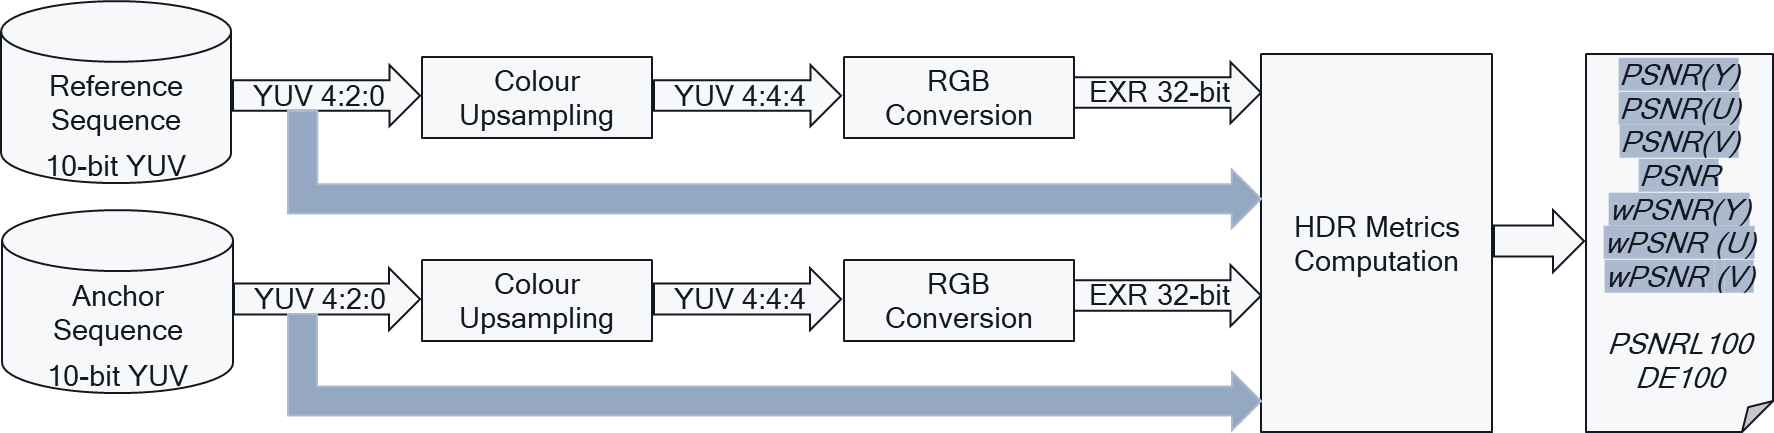 Reference
Sequence
10-bit YUV
YUV 4:2:0
Colour
Upsampling
YUV 4:4:4
RGB
Conversion
EXR 32-bit
Anchor
Sequence
10-bit YUV
YUV 4:2:0
Colour
Upsampling
YUV 4:4:4
RGB
Conversion
EXR 32-bit
HDR Metrics
Computation
PSNR(Y)
PSNR(U)
PSNR(V)
PSNR
wPSNR(Y)
wPSNR (U)
wPSNR (V)
PSNRL100
DE100